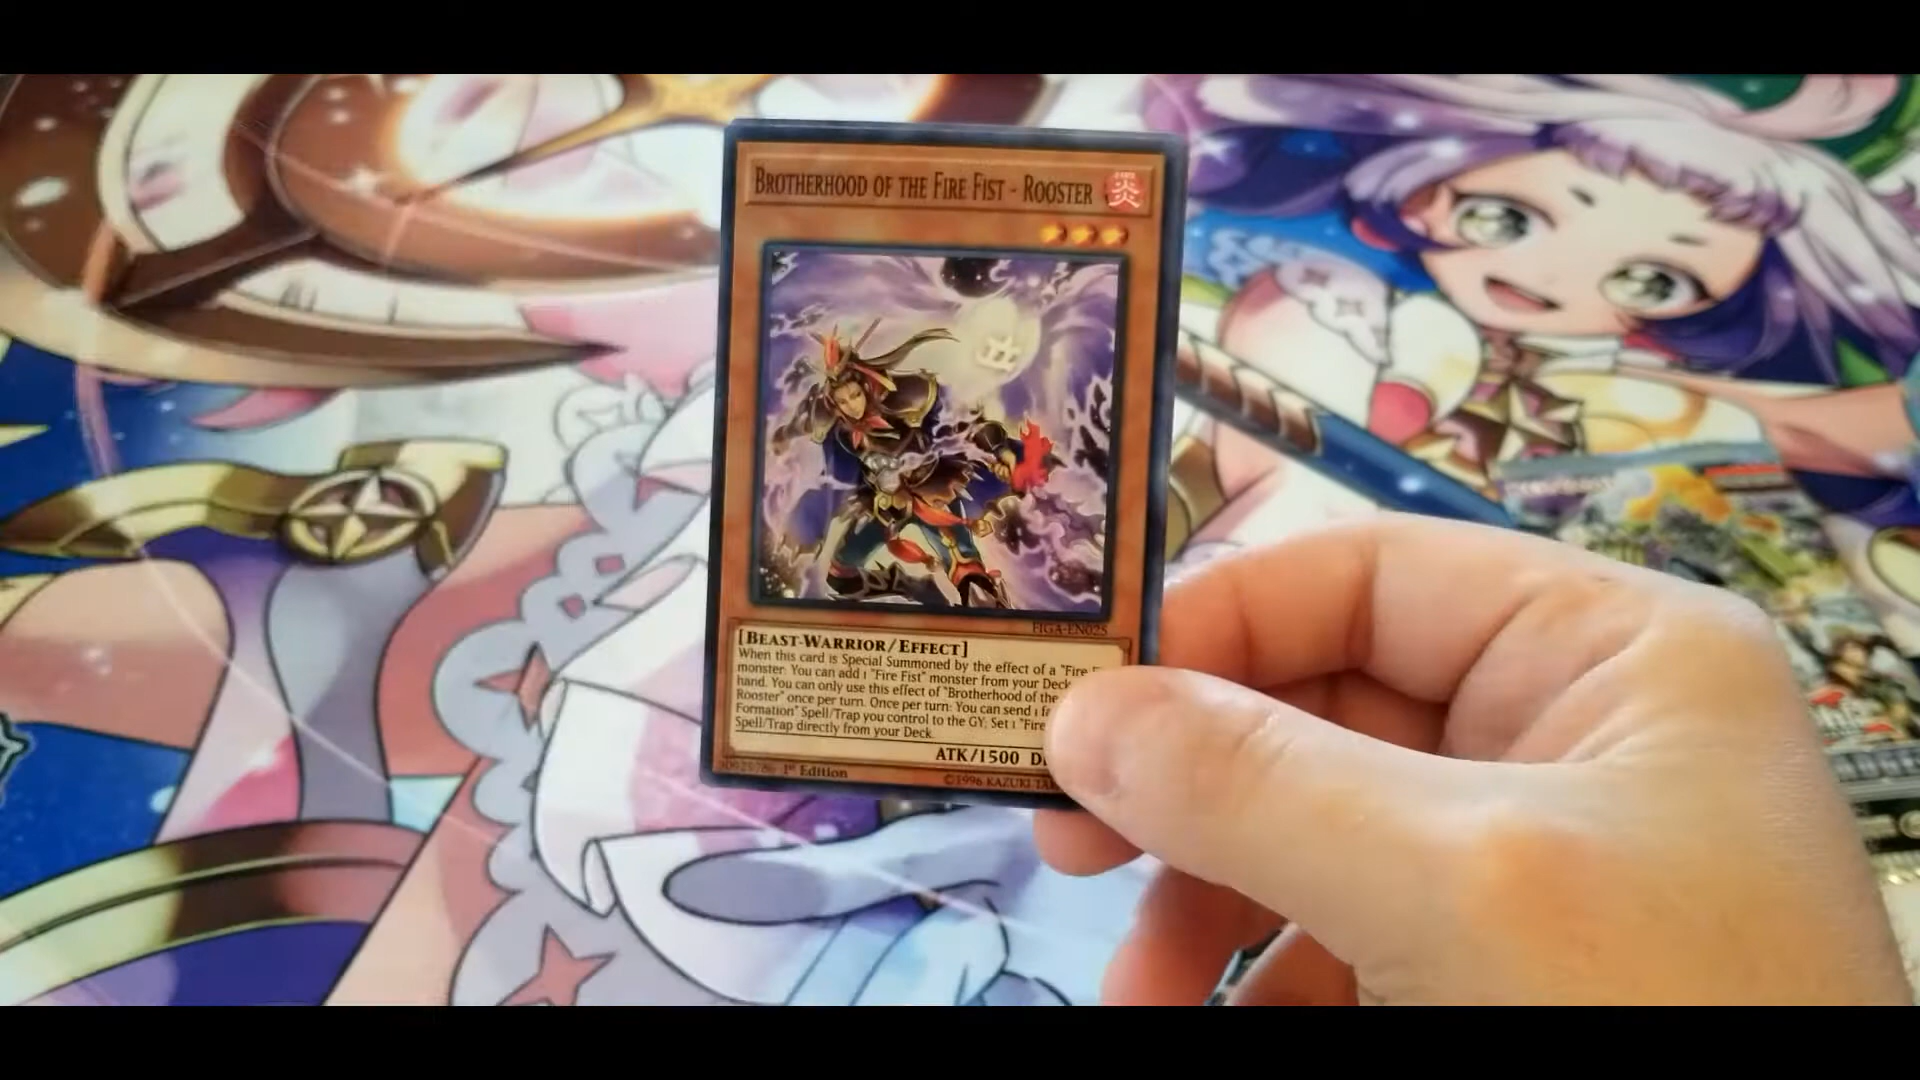 BROTHERHOOD OF THE FIRE FIST - ROOSTER
炎
FIGA-EN025
[BEAST-WARRIOR/EFFECT]
When this card is Special Summoned by the effect of a "Fire
monster: You can add 1 "Fire Fist" monster from your Deck
hand. You can only use this effect of "Brotherhood of the
Rooster" once per turn. Once per turn: You can send 1
Formation" Spell/Trap you control to the GY; Set 1 "Fire
Spell/Trap directly from your Deck.
ATK/1500
1st Edition
©1996 KAZUKI